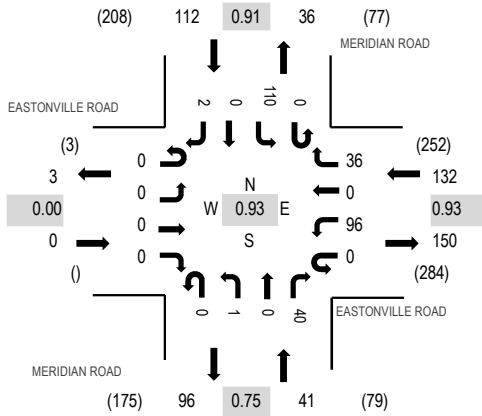 (208) 112 0.91 36 (77)
MERIDIAN ROAD
2 0 110 0
EASTONVILLE ROAD
(3) 0 36 (252)
3 0 0 132
N
0.00 W 0.93 E 0.93
0 0 96 150
S
() 0 0 (284)
0 1 0 40
EASTONVILLE ROAD
MERIDIAN ROAD
(175) 96 0.75 41 (79)